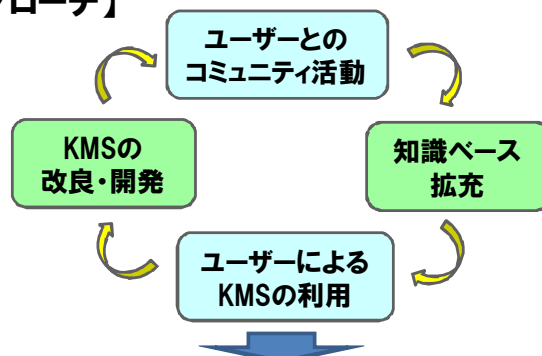 ローチ】
ユーザーとの
コミュニティ活動
KMSの
改良・開発
知識ベース
拡充
ユーザーによる
KMSの利用